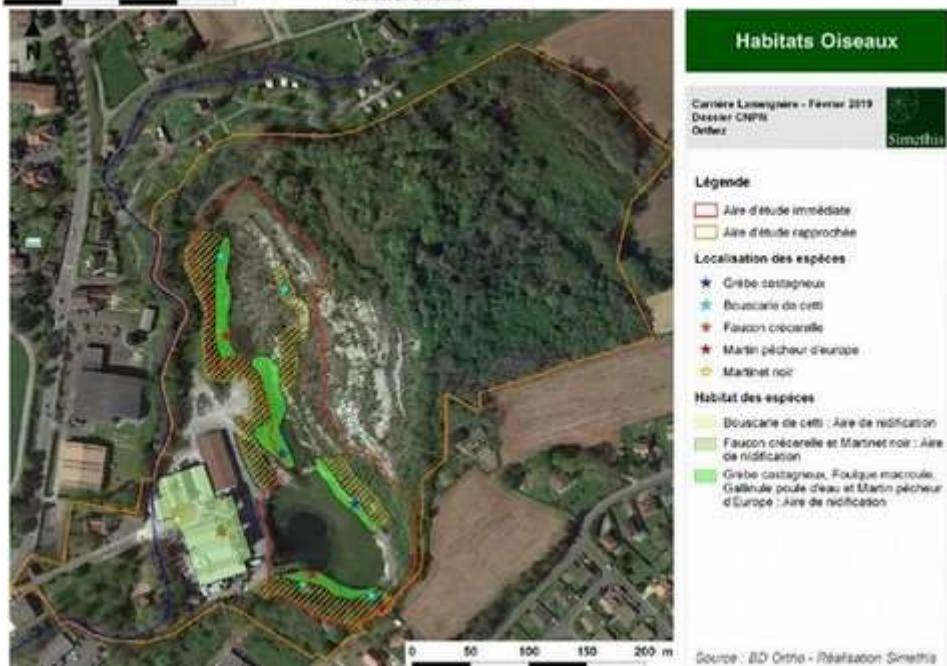 N
Habitats Oiseaux
Carrière Lasseignère - Février 2019
Dossier CNPN
Orthez
Simethis
Légende
Aire d'étude immédiate
Aire d'étude rapprochée
Localisation des espèces
Grèbe castagneux
Bouscarle de cetti
Faucon crécerelle
Martin pêcheur d'europe
Martinet noir
Habitat des espèces
Bouscarle de cetti : Aire de nidification
Faucon crécerelle et Martinet noir : Aire
de nidification
Grèbe castagneux, Foulque macroule,
Gallinule poule d'eau et Martin pêcheur
d'Europe : Aire de nidification
0 50 100 150 200 m
Source : BD Ortho - Réalisation Simethis